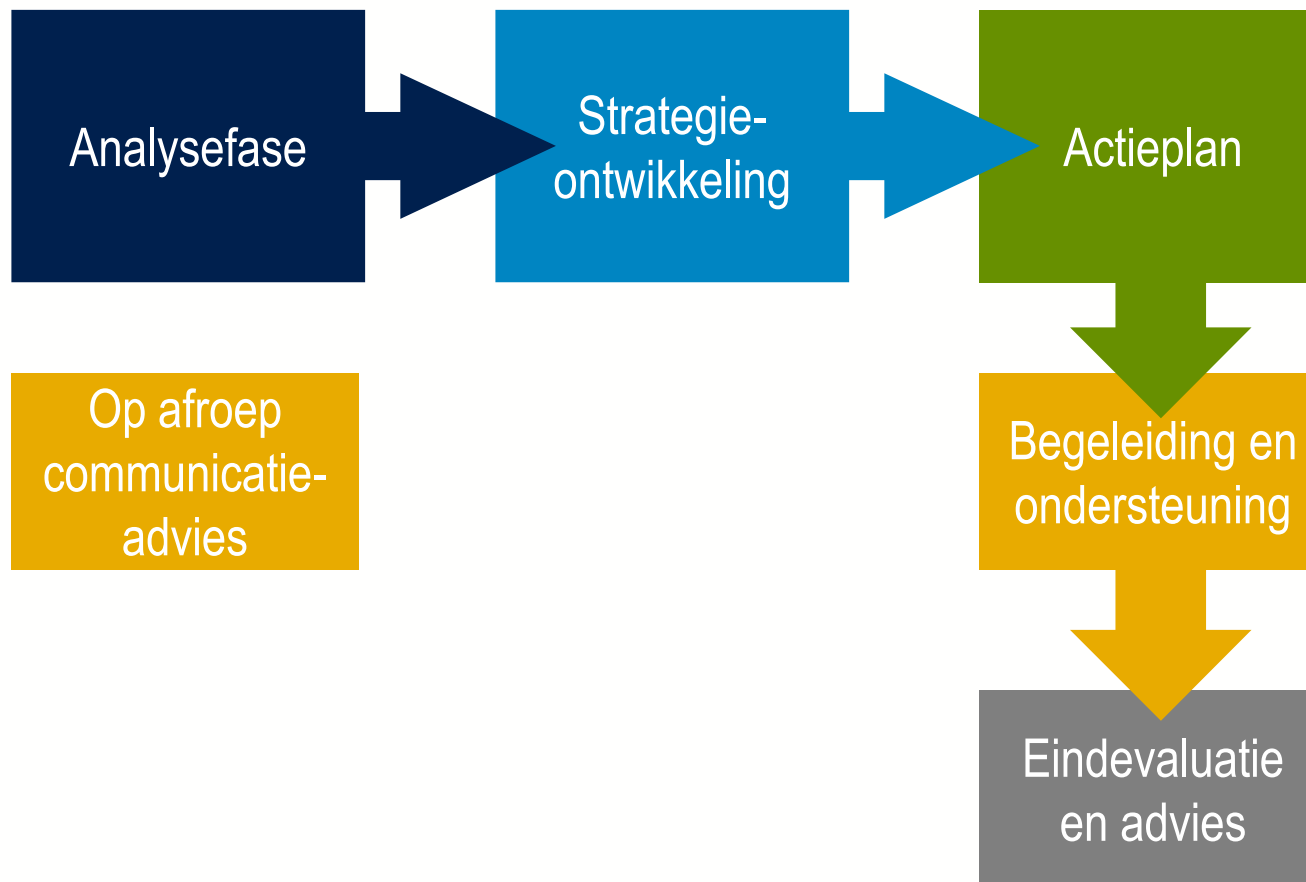 Analysefase
Strategie-
ontwikkeling
Actieplan
Op afroep
communicatie-
advies
Begeleiding en
ondersteuning
Eindevaluatie
en advies